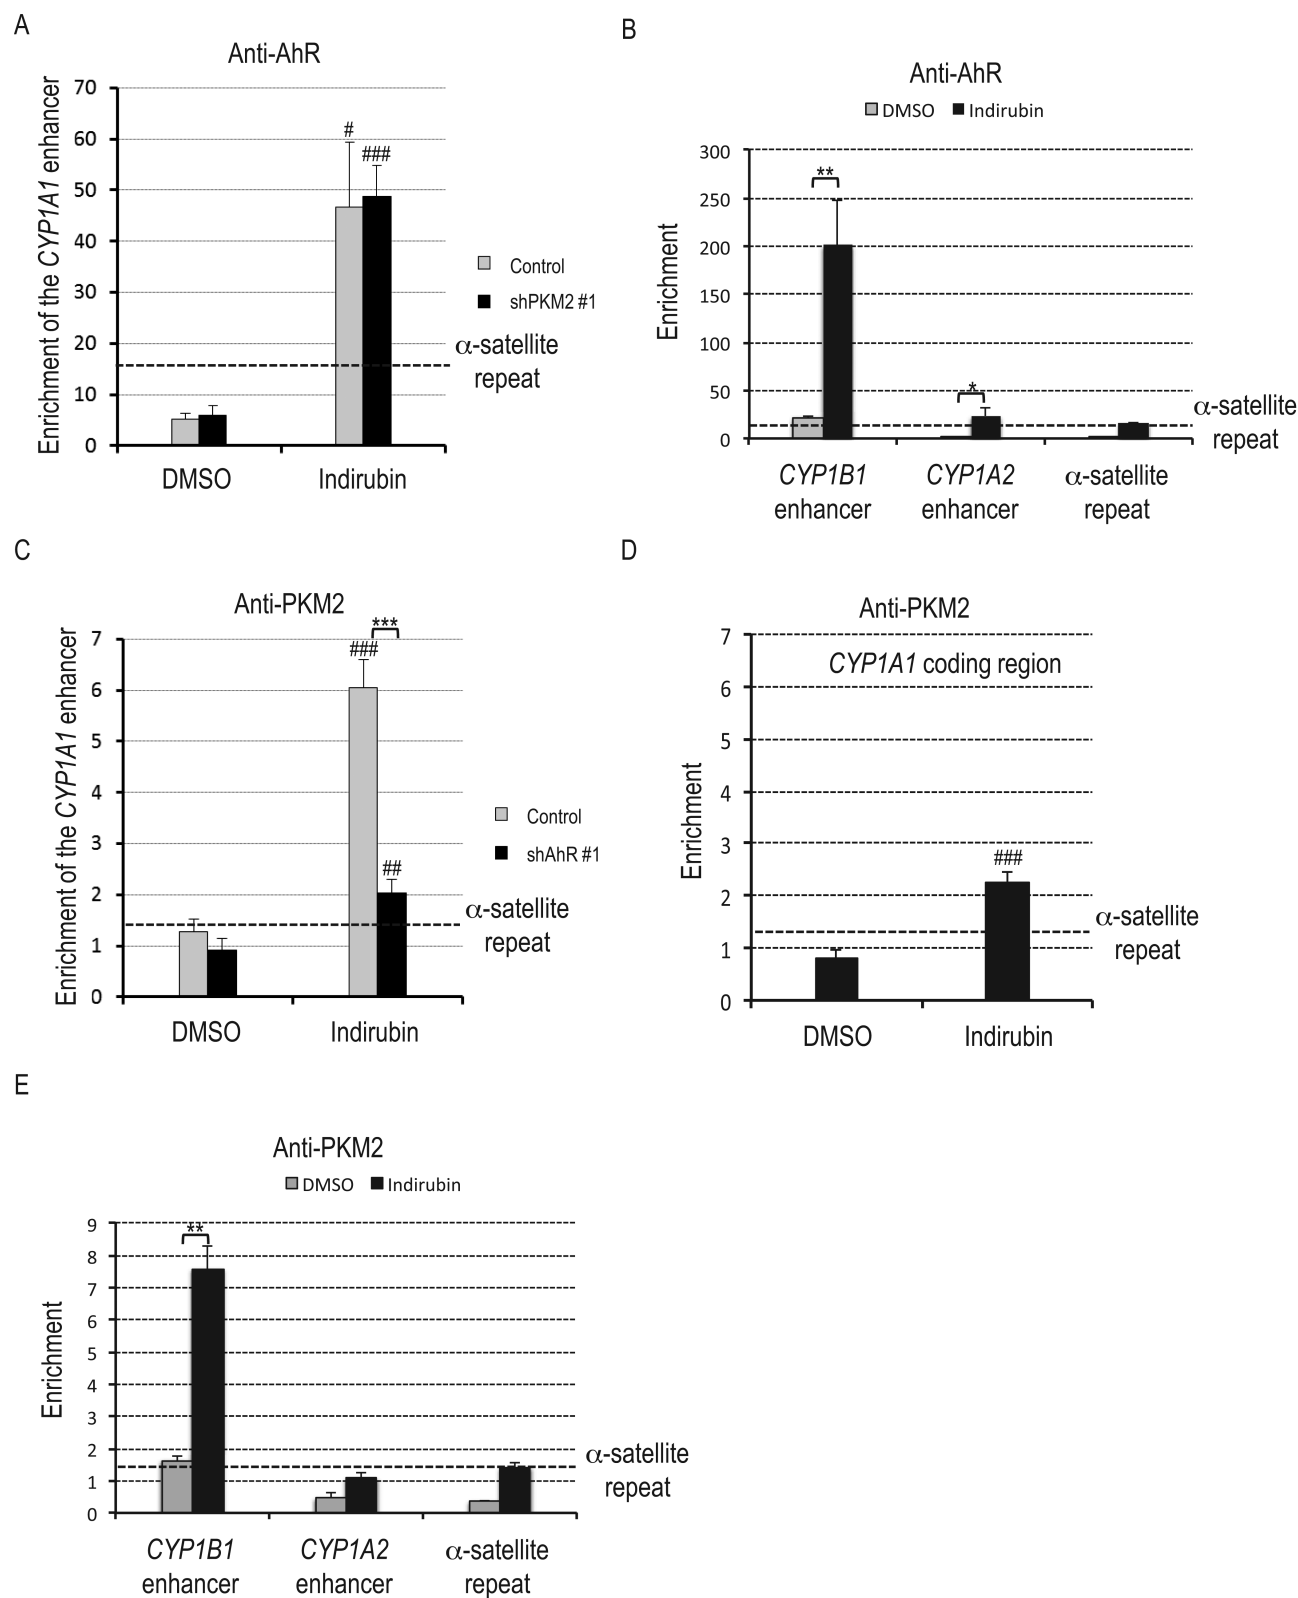 A
Anti-AhR
Enrichment of the CYP1A1 enhancer
70
60
50
40
30
20
10
0
#
###
Control
shPKM2 #1
α-satellite
repeat
DMSO
Indirubin
B
Anti-AhR
DMSO
Indirubin
Enrichment
300
250
200
150
100
50
0
**
*
α-satellite
repeat
CYP1B1
enhancer
CYP1A2
enhancer
α-satellite
repeat
C
Anti-PKM2
Enrichment of the CYP1A1 enhancer
7
6
5
4
3
2
1
0
***
###
##
Control
shAhR #1
α-satellite
repeat
DMSO
Indirubin
D
Anti-PKM2
CYP1A1 coding region
Enrichment
7
6
5
4
3
2
1
0
###
α-satellite
repeat
DMSO
Indirubin
E
Anti-PKM2
DMSO
Indirubin
Enrichment
9
8
7
6
5
4
3
2
1
0
**
α-satellite
repeat
CYP1B1
enhancer
CYP1A2
enhancer
α-satellite
repeat